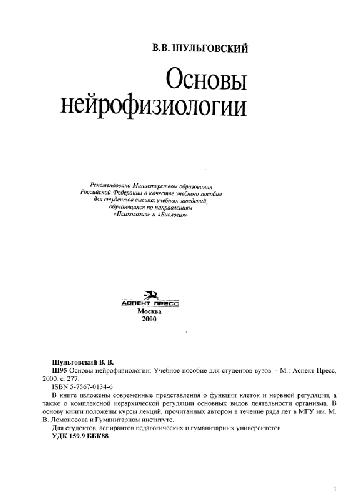 В.В. ШУЛЬГОВСКИЙ
Основы
нейрофизиологии
Рекомендовано Министерством образования
Российской Федерации в качестве учебного пособия
для студентов высших учебных заведений,
обучающихся по направлениям
«Психология» и «Биология»
АСПЕКТ ПРЕСС
Москва
2000
Шульговский В. В.
Ш95 Основы нейрофизиологии: Учебное пособие для студентов вузов. - М.: Аспект Пресс,
2000. с. 277.
ISBN 5-7567-0134-6
В книге изложены современные представления о функции клеток и нервной регуляции, а
также о комплексной иерархической регуляции основных видов деятельности организма. В
основу книги положены курсы лекций, прочитанных автором в течение ряда лет в МГУ им. М.
В. Ломоносова и Гуманитарном институте.
Для студентов, аспирантов педагогических и гуманитарных университетов.
УДК 159.9 ББК88
1